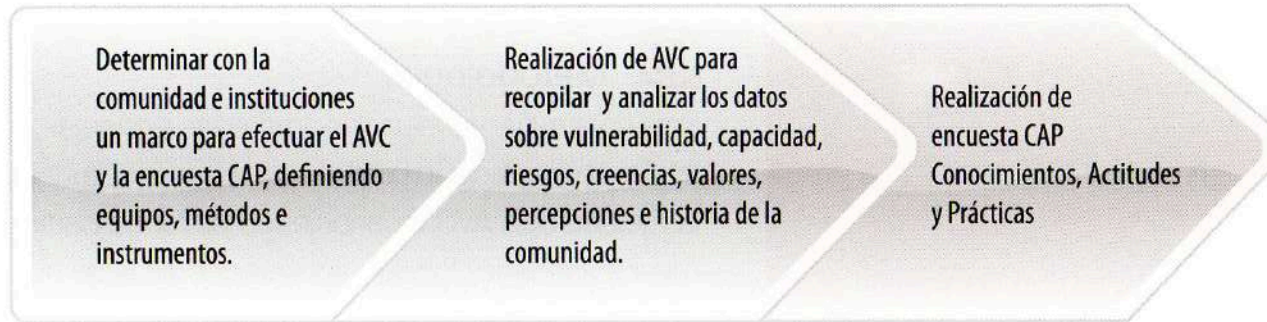 Determinar con la
comunidad e instituciones
un marco para efectuar el AVC
y la encuesta CAP, definiendo
equipos, métodos e
instrumentos.
Realización de AVC para
recopilar y analizar los datos
sobre vulnerabilidad, capacidad,
riesgos, creencias, valores,
percepciones e historia de la
comunidad.
Realización de
encuesta CAP
Conocimientos, Actitudes
y Prácticas